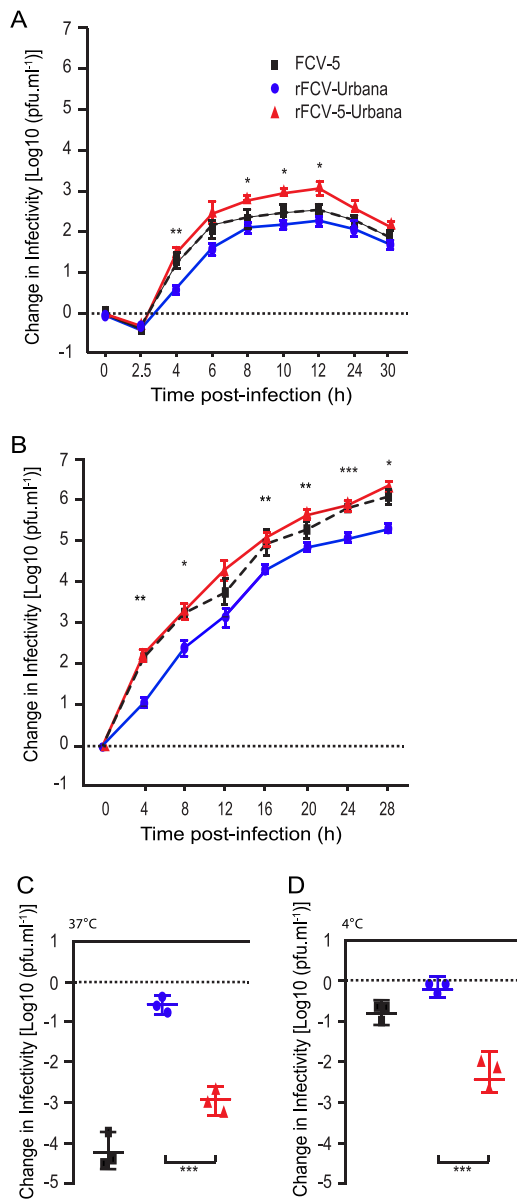 A
Change in Infectivity [Log10 (pfu.ml⁻¹)]
7
6
5
4
3
2
1
0
-1
FCV-5
rFCV-Urbana
rFCV-5-Urbana
**
*
*
*
0 2.5 4 6 8 10 12 24 30
Time post-infection (h)
B
Change in Infectivity [Log10 (pfu.ml⁻¹)]
7
6
5
4
3
2
1
0
-1
**
*
**
**
***
*
0 4 8 12 16 20 24 28
Time post-infection (h)
C
37°C
Change in Infectivity [Log10 (pfu.ml⁻¹)]
1
0
-1
-2
-3
-4
-5
***
D
4°C
Change in Infectivity [Log10 (pfu.ml⁻¹)]
1
0
-1
-2
-3
-4
-5
***